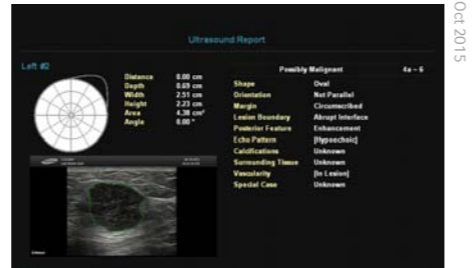 Ultrasound Report
Left #2
Distance 0.00 cm
Depth 0.69 cm
Width 2.51 cm
Height 2.23 cm
Area 4.38 cm²
Angle 0.00 °
Possibly Malignant 4a ~ 6
Shape Oval
Orientation Not Parallel
Margin Circumscribed
Lesion Boundary Abrupt Interface
Posterior Feature Enhancement
Echo Pattern [Hypoechoic]
Calcifications Unknown
Surrounding Tissue Unknown
Vascularity [In Lesion]
Special Case Unknown
Oct 2015